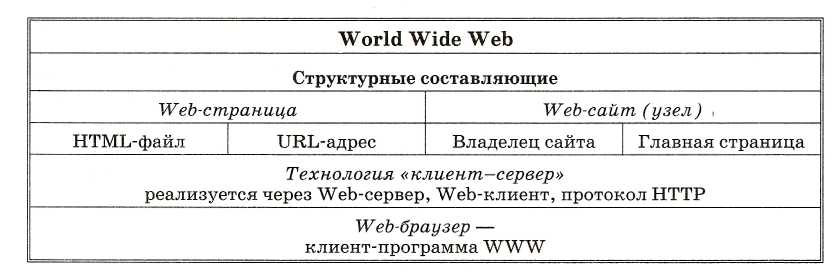 World Wide Web
Структурные составляющие
Web-страница Web-сайт (узел)
HTML-файл URL-адрес Владелец сайта Главная страница
Технология «клиент–сервер»
реализуется через Web-сервер, Web-клиент, протокол HTTP
Web-браузер —
клиент-программа WWW